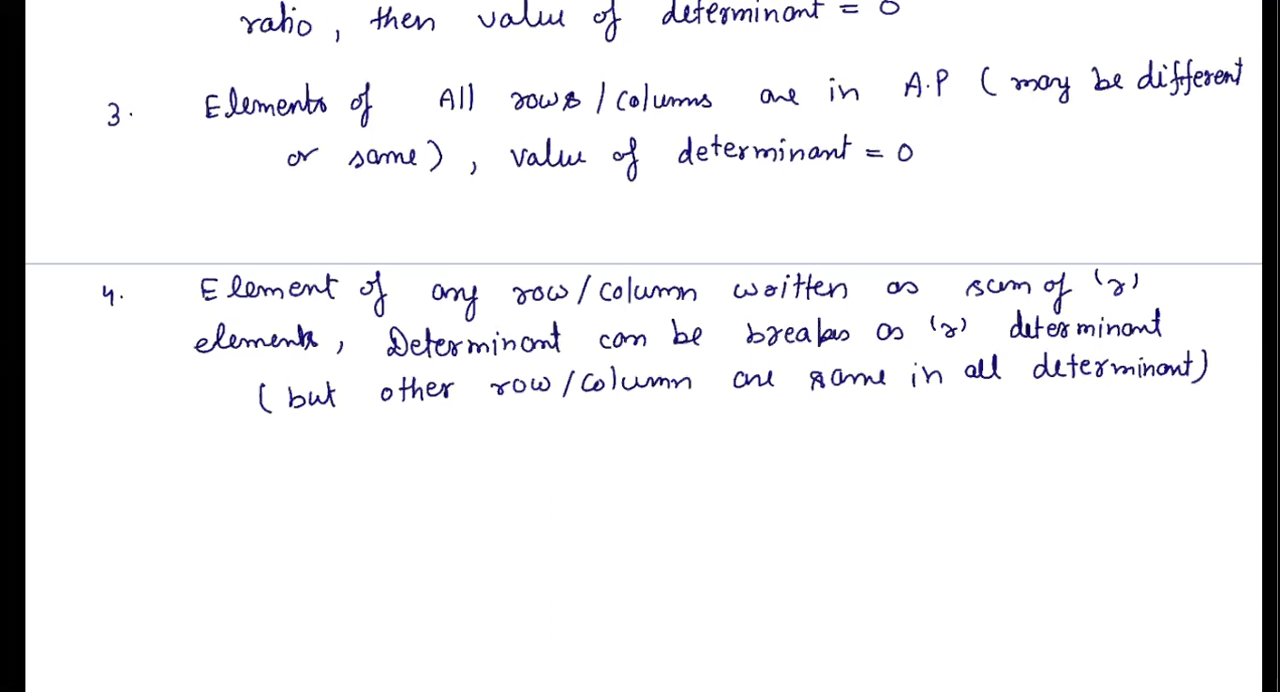 ratio, then value of determinant = 0
3. Elements of All rows/columns are in A.P (may be different
or same), value of determinant = 0
4. Element of any row/column written as sum of 'r'
elements, Determinant can be breaks as 'r' determinant
(but other row/column are same in all determinant)